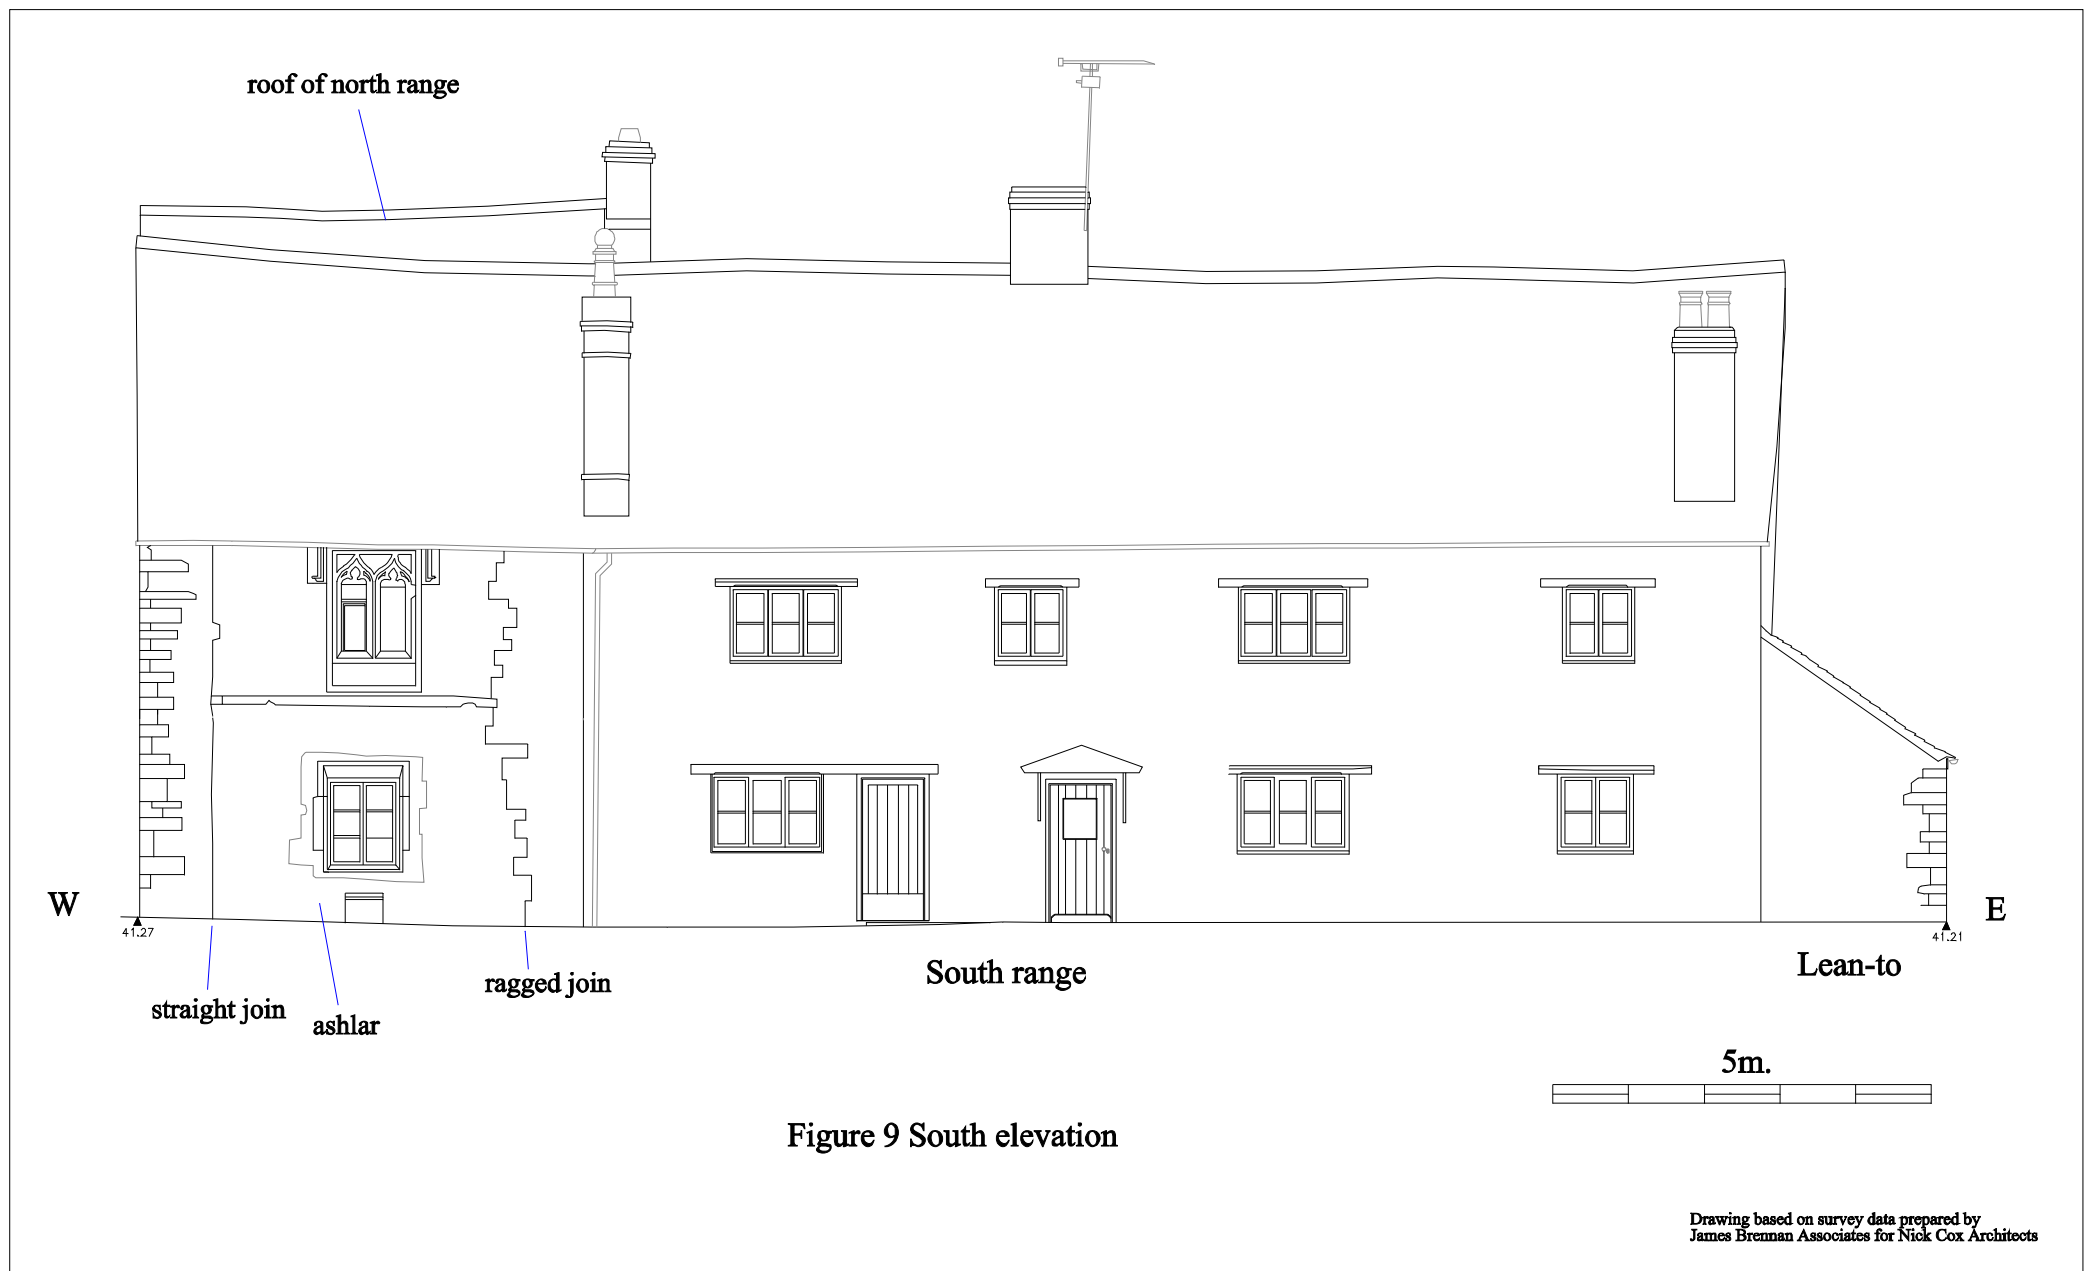 roof of north range
W
E
41.27
41.21
South range
Lean-to
ragged join
straight join
ashlar
5m.
Figure 9 South elevation
Drawing based on survey data prepared by
James Brennan Associates for Nick Cox Architects